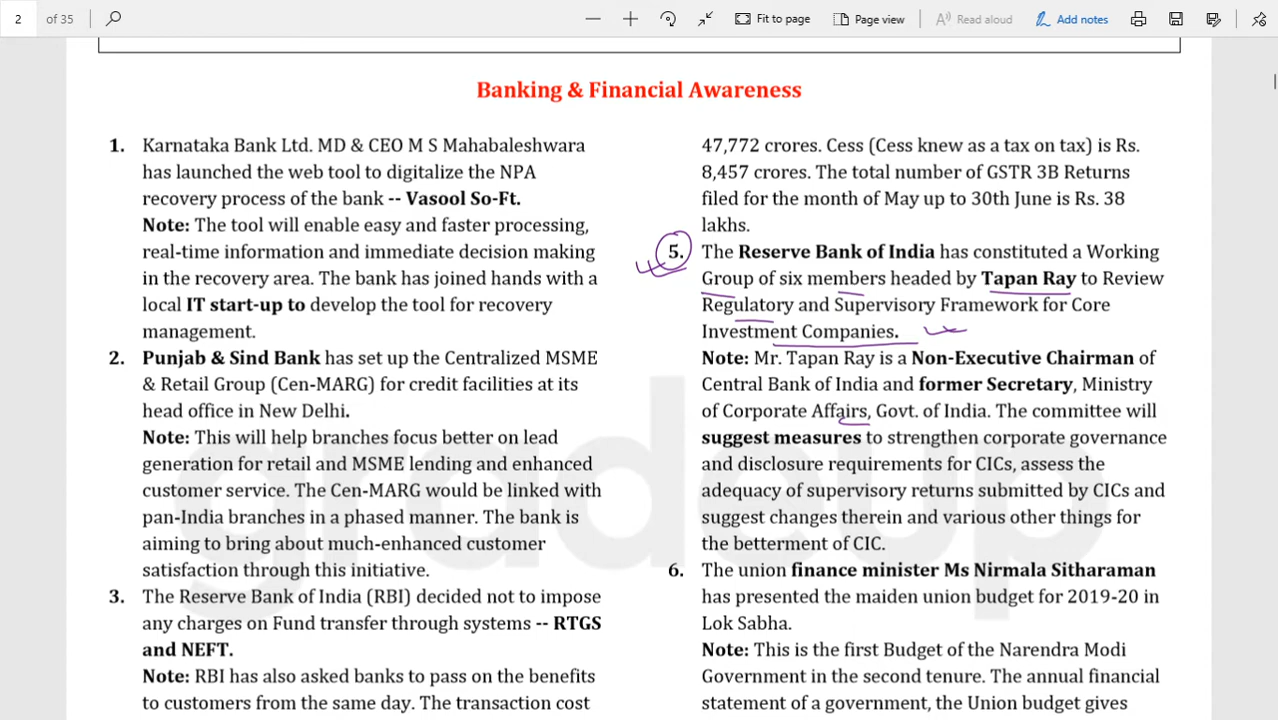 2 of 35 Fit to page Page view Read aloud Add notes
Banking & Financial Awareness
1. Karnataka Bank Ltd. MD & CEO M S Mahabaleshwara
has launched the web tool to digitalize the NPA
recovery process of the bank -- Vasool So-Ft.
Note: The tool will enable easy and faster processing,
real-time information and immediate decision making
in the recovery area. The bank has joined hands with a
local IT start-up to develop the tool for recovery
management.
2. Punjab & Sind Bank has set up the Centralized MSME
& Retail Group (Cen-MARG) for credit facilities at its
head office in New Delhi.
Note: This will help branches focus better on lead
generation for retail and MSME lending and enhanced
customer service. The Cen-MARG would be linked with
pan-India branches in a phased manner. The bank is
aiming to bring about much-enhanced customer
satisfaction through this initiative.
3. The Reserve Bank of India (RBI) decided not to impose
any charges on Fund transfer through systems -- RTGS
and NEFT.
Note: RBI has also asked banks to pass on the benefits
to customers from the same day. The transaction cost
47,772 crores. Cess (Cess knew as a tax on tax) is Rs.
8,457 crores. The total number of GSTR 3B Returns
filed for the month of May up to 30th June is Rs. 38
lakhs.
5. The Reserve Bank of India has constituted a Working
Group of six members headed by Tapan Ray to Review
Regulatory and Supervisory Framework for Core
Investment Companies.
Note: Mr. Tapan Ray is a Non-Executive Chairman of
Central Bank of India and former Secretary, Ministry
of Corporate Affairs, Govt. of India. The committee will
suggest measures to strengthen corporate governance
and disclosure requirements for CICs, assess the
adequacy of supervisory returns submitted by CICs and
suggest changes therein and various other things for
the betterment of CIC.
6. The union finance minister Ms Nirmala Sitharaman
has presented the maiden union budget for 2019-20 in
Lok Sabha.
Note: This is the first Budget of the Narendra Modi
Government in the second tenure. The annual financial
statement of a government, the Union budget gives
gradeup